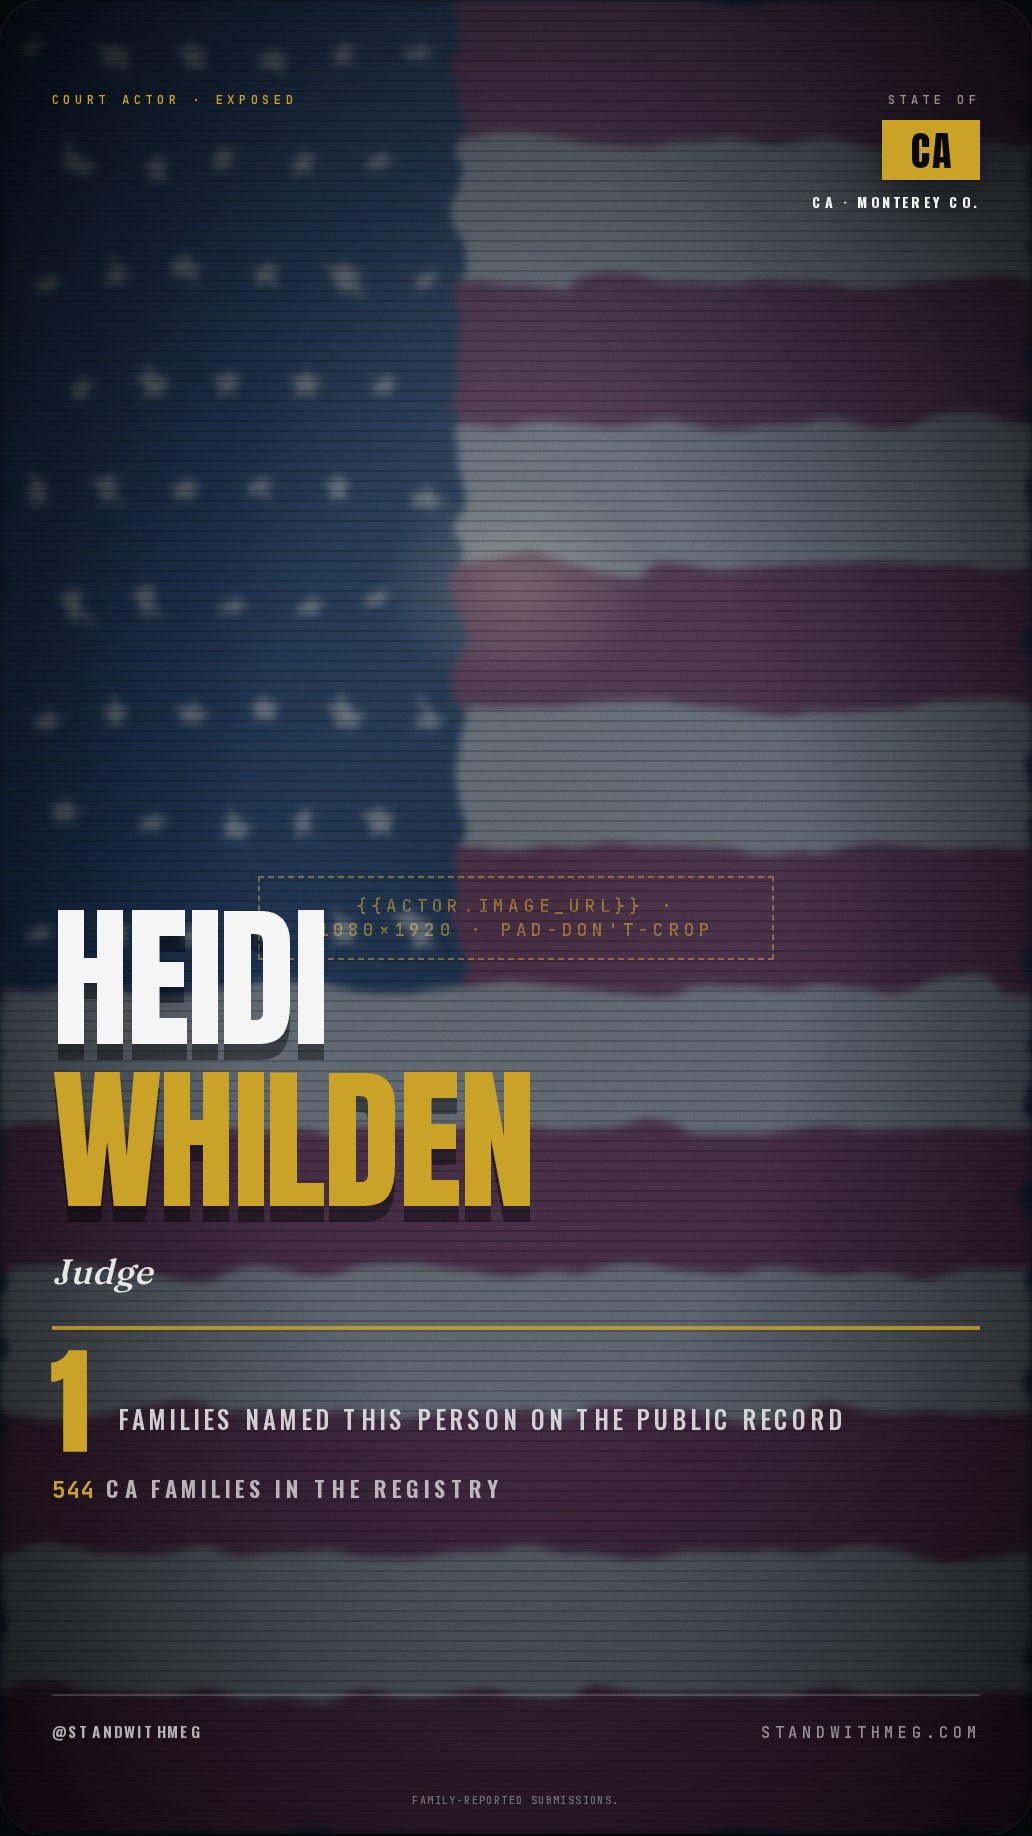 COURT ACTOR · EXPOSED
STATE OF
CA
CA · MONTEREY CO.
{{ACTOR.IMAGE_URL}} ·
1080×1920 · PAD-DON'T-CROP
HEIDI
WHILDEN
Judge
1 FAMILIES NAMED THIS PERSON ON THE PUBLIC RECORD
544 CA FAMILIES IN THE REGISTRY
@STANDWITHMEG
STANDWITHMEG.COM
FAMILY-REPORTED SUBMISSIONS.